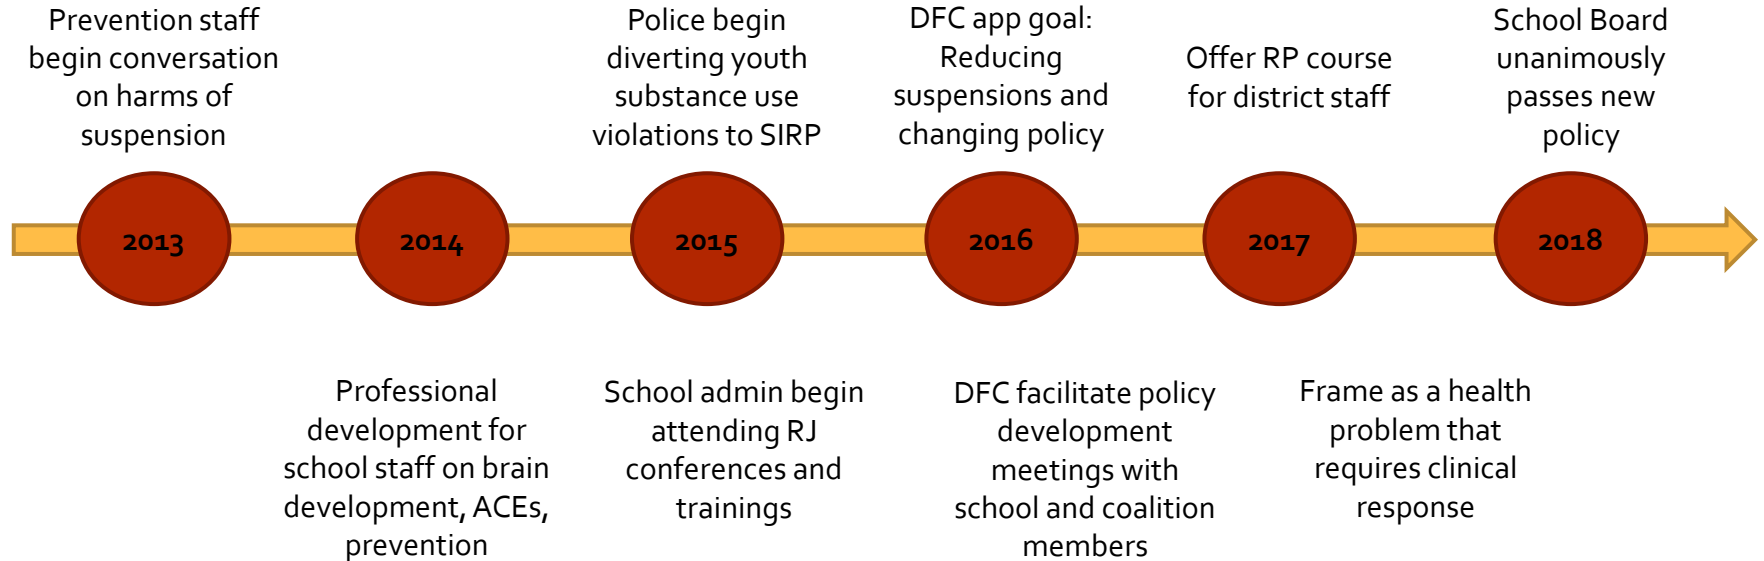 Prevention staff
begin conversation
on harms of
suspension
Police begin
diverting youth
substance use
violations to SIRP
DFC app goal:
Reducing
suspensions and
changing policy
Offer RP course
for district staff
School Board
unanimously
passes new
policy
2013
2014
2015
2016
2017
2018
Professional
development for
school staff on brain
development, ACEs,
prevention
School admin begin
attending RJ
conferences and
trainings
DFC facilitate policy
development
meetings with
school and coalition
members
Frame as a health
problem that
requires clinical
response